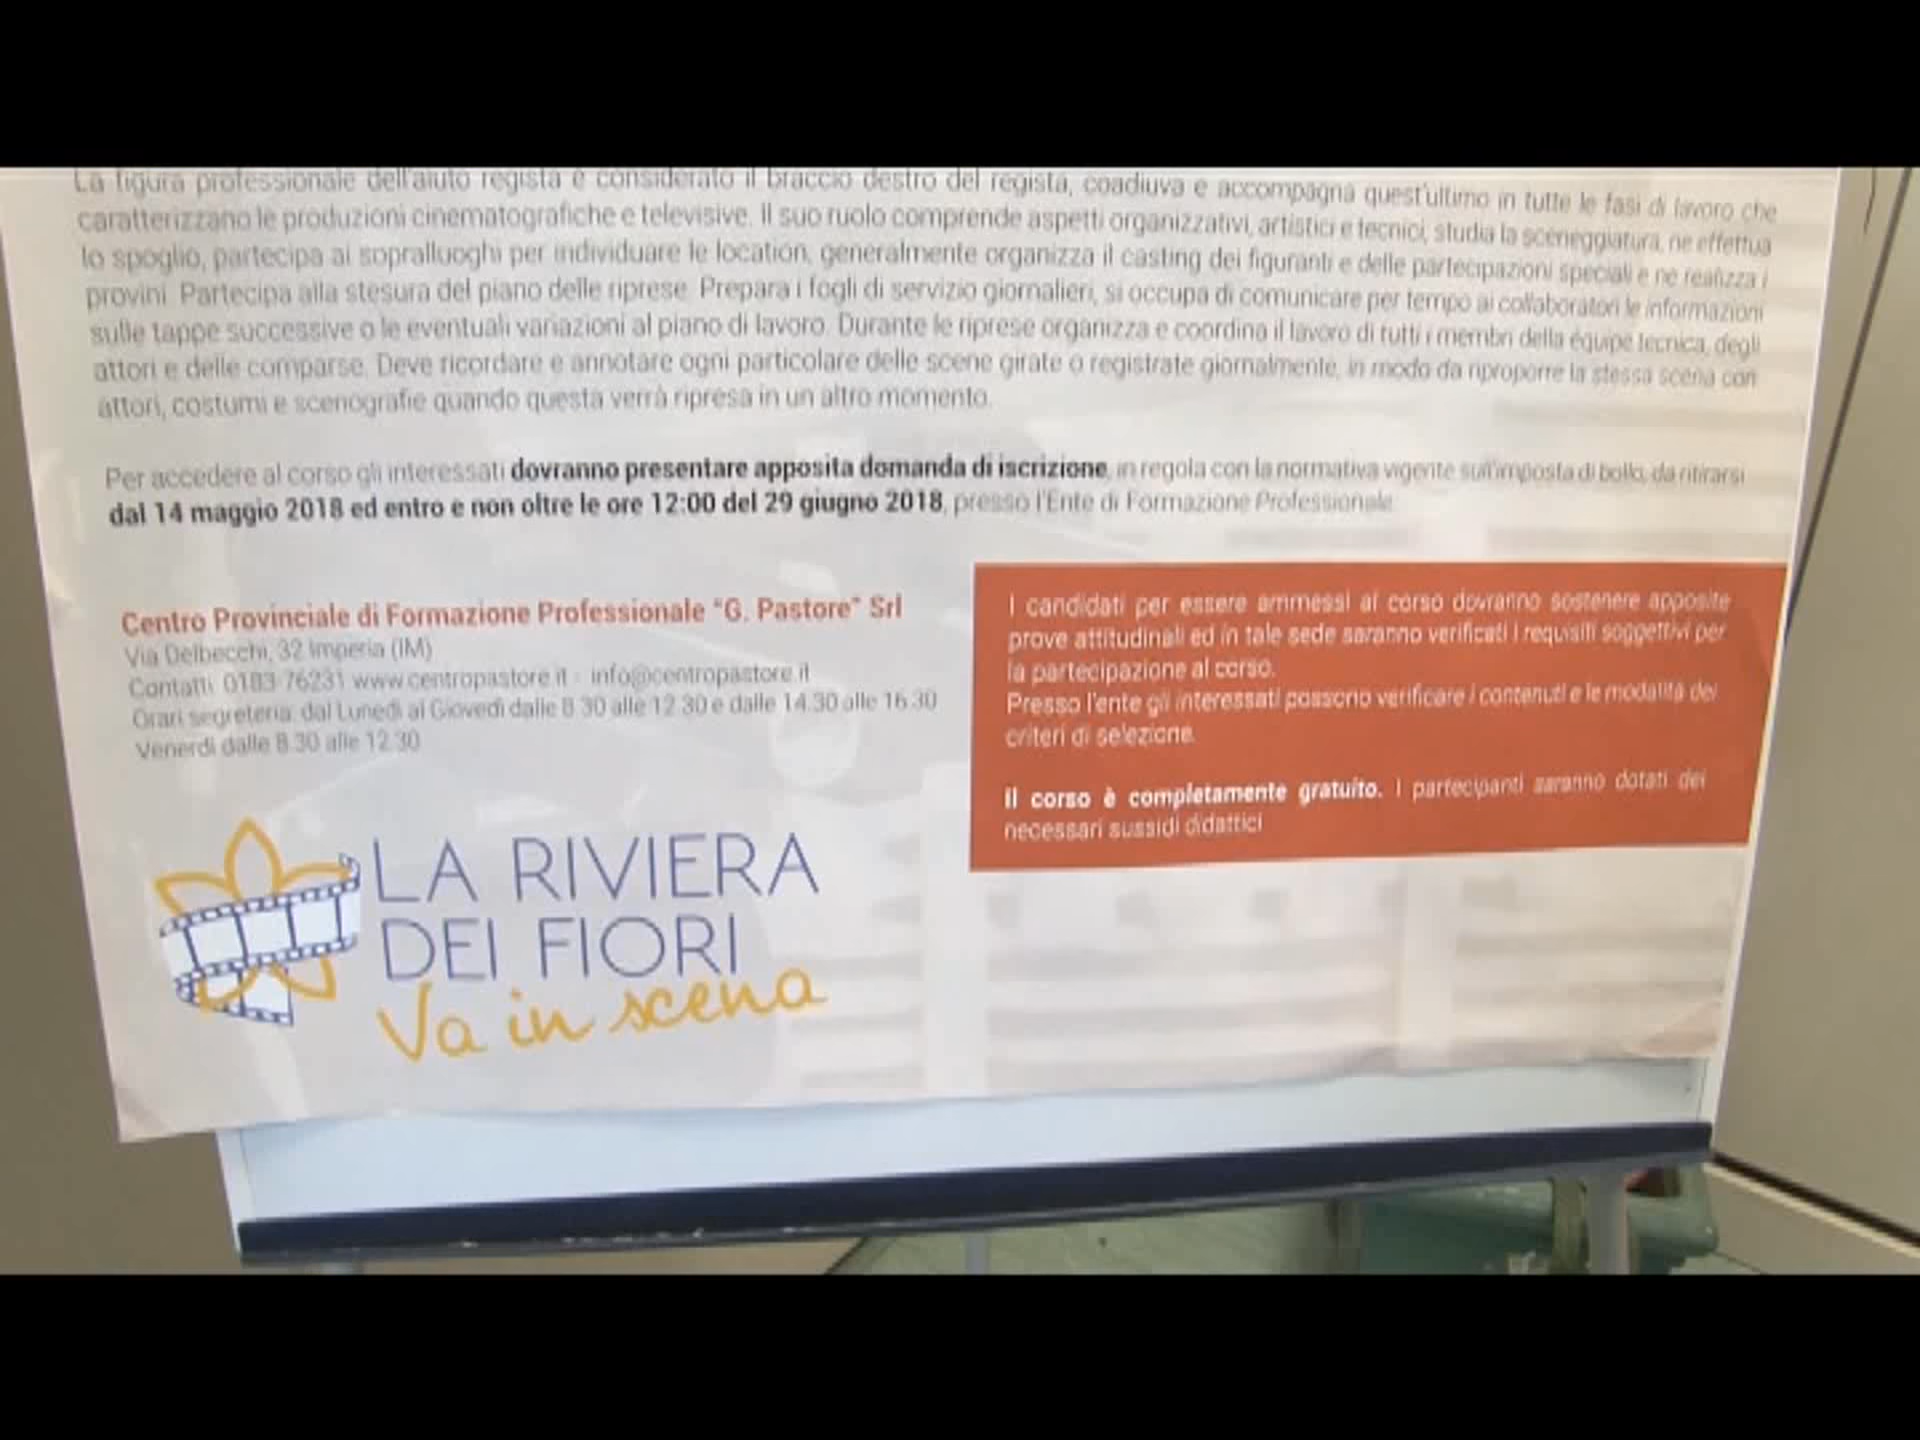 La figura professionale dell'aiuto regista è considerato il braccio destro del regista, coadiuva e accompagna quest'ultimo in tutte le fasi di lavoro che
caratterizzano le produzioni cinematografiche e televisive. Il suo ruolo comprende aspetti organizzativi, artistici e tecnici, studia la sceneggiatura, ne effettua
lo spoglio, partecipa ai sopralluoghi per individuare le location, generalmente organizza il casting dei figuranti e delle partecipazioni speciali e ne realizza i
provini. Partecipa alla stesura del piano delle riprese. Prepara i fogli di servizio giornalieri, si occupa di comunicare per tempo ai collaboratori le informazioni
sulle tappe successive o le eventuali variazioni al piano di lavoro. Durante le riprese organizza e coordina il lavoro di tutti i membri della équipe tecnica, degli
attori e delle comparse. Deve ricordare e annotare ogni particolare delle scene girate o registrate giornalmente, in modo da riproporre la stessa scena con
attori, costumi e scenografie quando questa verrà ripresa in un altro momento.
Per accedere al corso gli interessati dovranno presentare apposita domanda di iscrizione, in regola con la normativa vigente sull'imposta di bollo, da ritirarsi
dal 14 maggio 2018 ed entro e non oltre le ore 12:00 del 29 giugno 2018, presso l'Ente di Formazione Professionale
Centro Provinciale di Formazione Professionale "G. Pastore" Srl
Via Delbecchi, 32 Imperia (IM)
Contatti 0183 76231 www.centropastore.it - info@centropastore.it
Orari segreteria: dal Lunedì al Giovedì dalle 8.30 alle 12.30 e dalle 14.30 alle 16.30
Venerdì dalle 8.30 alle 12.30
I candidati per essere ammessi al corso dovranno sostenere apposite
prove attitudinali ed in tale sede saranno verificati i requisiti soggettivi per
la partecipazione al corso.
Presso l'ente gli interessati possono verificare i contenuti e le modalità dei
criteri di selezione.
Il corso è completamente gratuito. I partecipanti saranno dotati dei
necessari sussidi didattici
LA RIVIERA
DEI FIORI
Va in scena